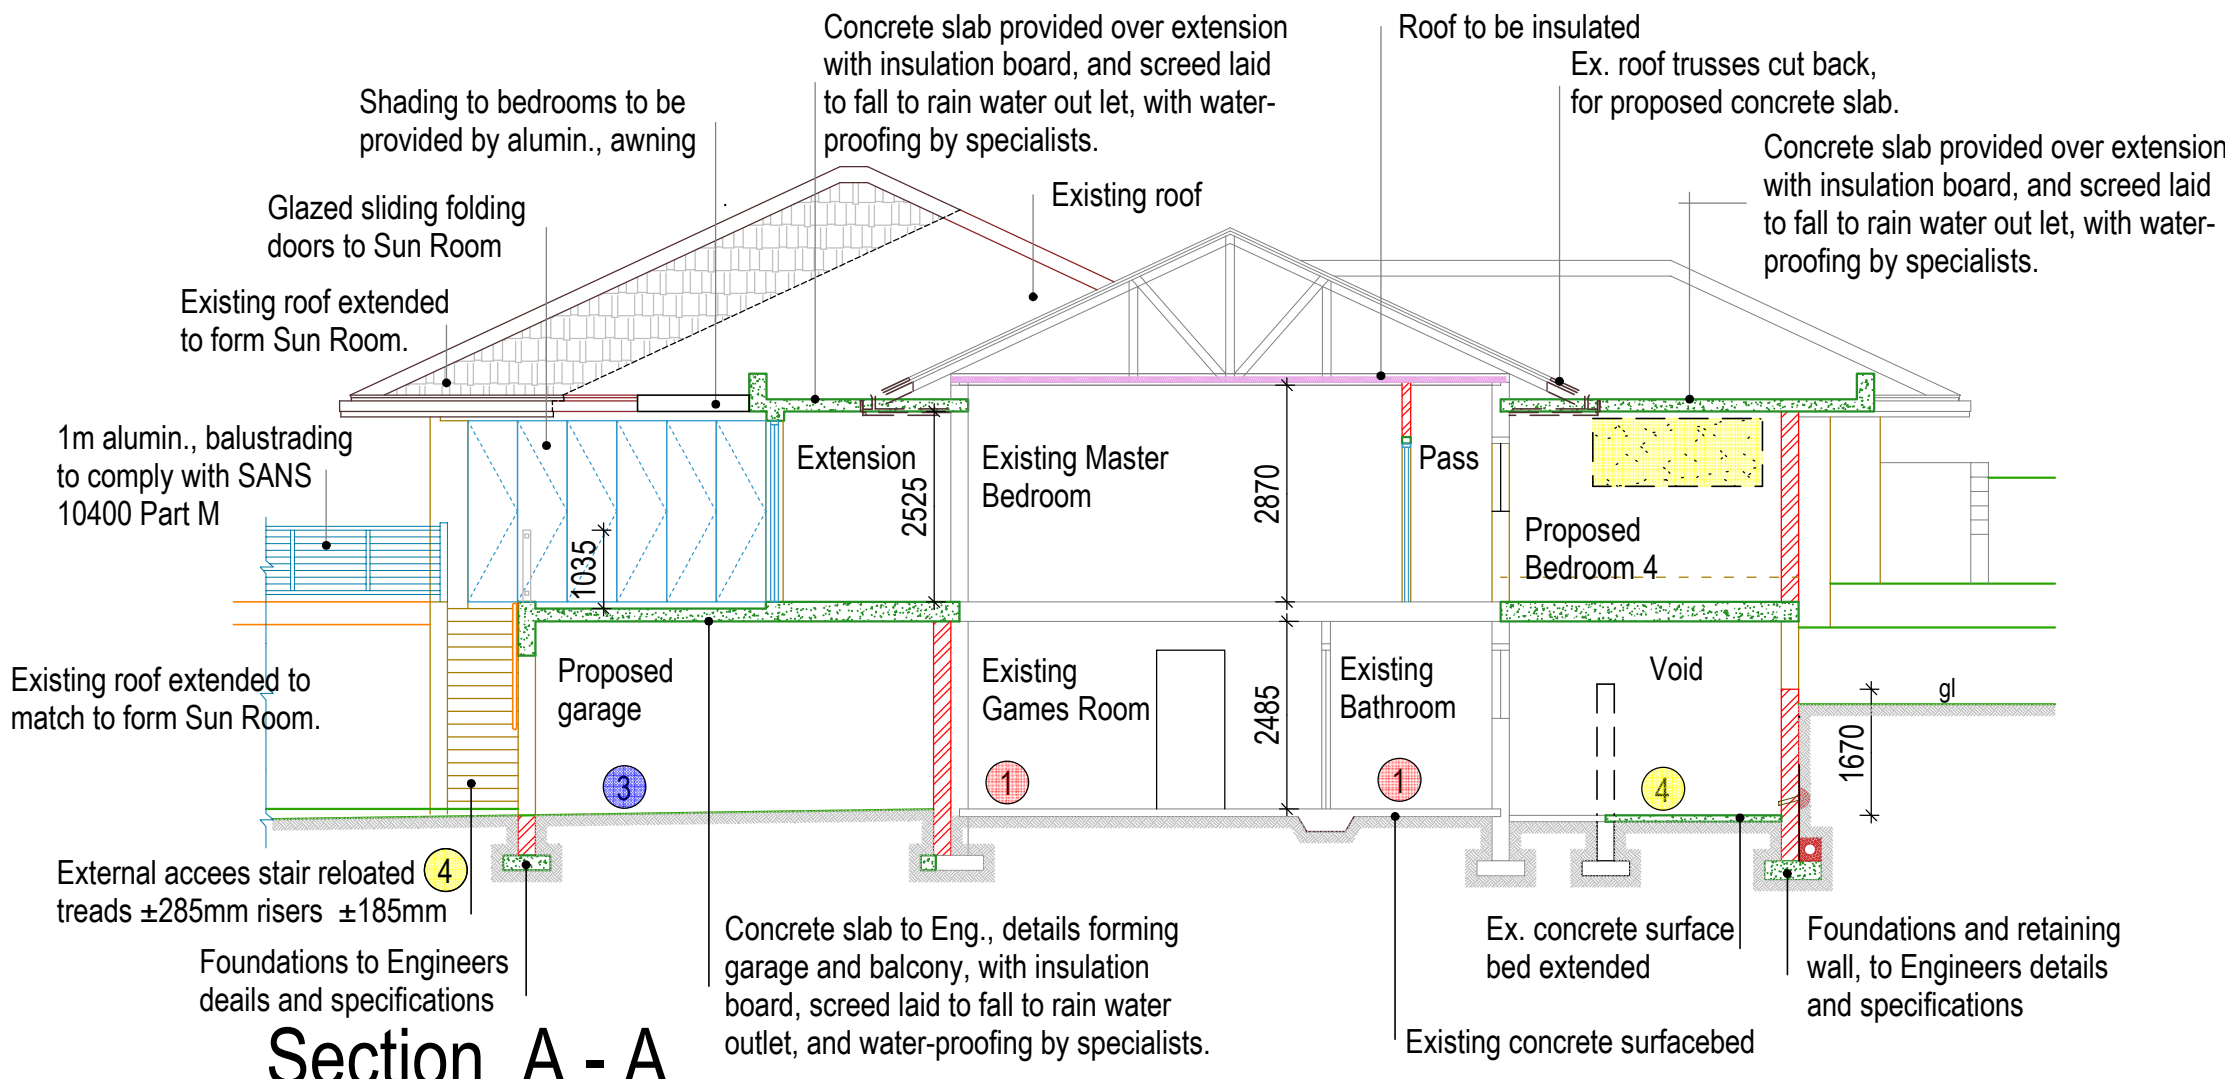 Concrete slab provided over extension
with insulation board, and screed laid
to fall to rain water out let, with water-
proofing by specialists.
Roof to be insulated
Ex. roof trusses cut back,
for proposed concrete slab.
Shading to bedrooms to be
provided by alumin., awning
Concrete slab provided over extension
with insulation board, and screed laid
to fall to rain water out let, with water-
proofing by specialists.
Glazed sliding folding
doors to Sun Room
Existing roof
Existing roof extended
to form Sun Room.
1m alumin., balustrading
to comply with SANS
10400 Part M
Extension
2525
Existing Master
Bedroom
2870
Pass
Proposed
Bedroom 4
1035
Existing roof extended to
match to form Sun Room.
Proposed
garage
3
Existing
Games Room
1
2485
Existing
Bathroom
1
Void
4
gl
1670
External accees stair reloated
treads ±285mm risers ±185mm
4
Foundations to Engineers
deails and specifications
Concrete slab to Eng., details forming
garage and balcony, with insulation
board, screed laid to fall to rain water
outlet, and water-proofing by specialists.
Ex. concrete surface
bed extended
Foundations and retaining
wall, to Engineers details
and specifications
Existing concrete surfacebed
Section A - A